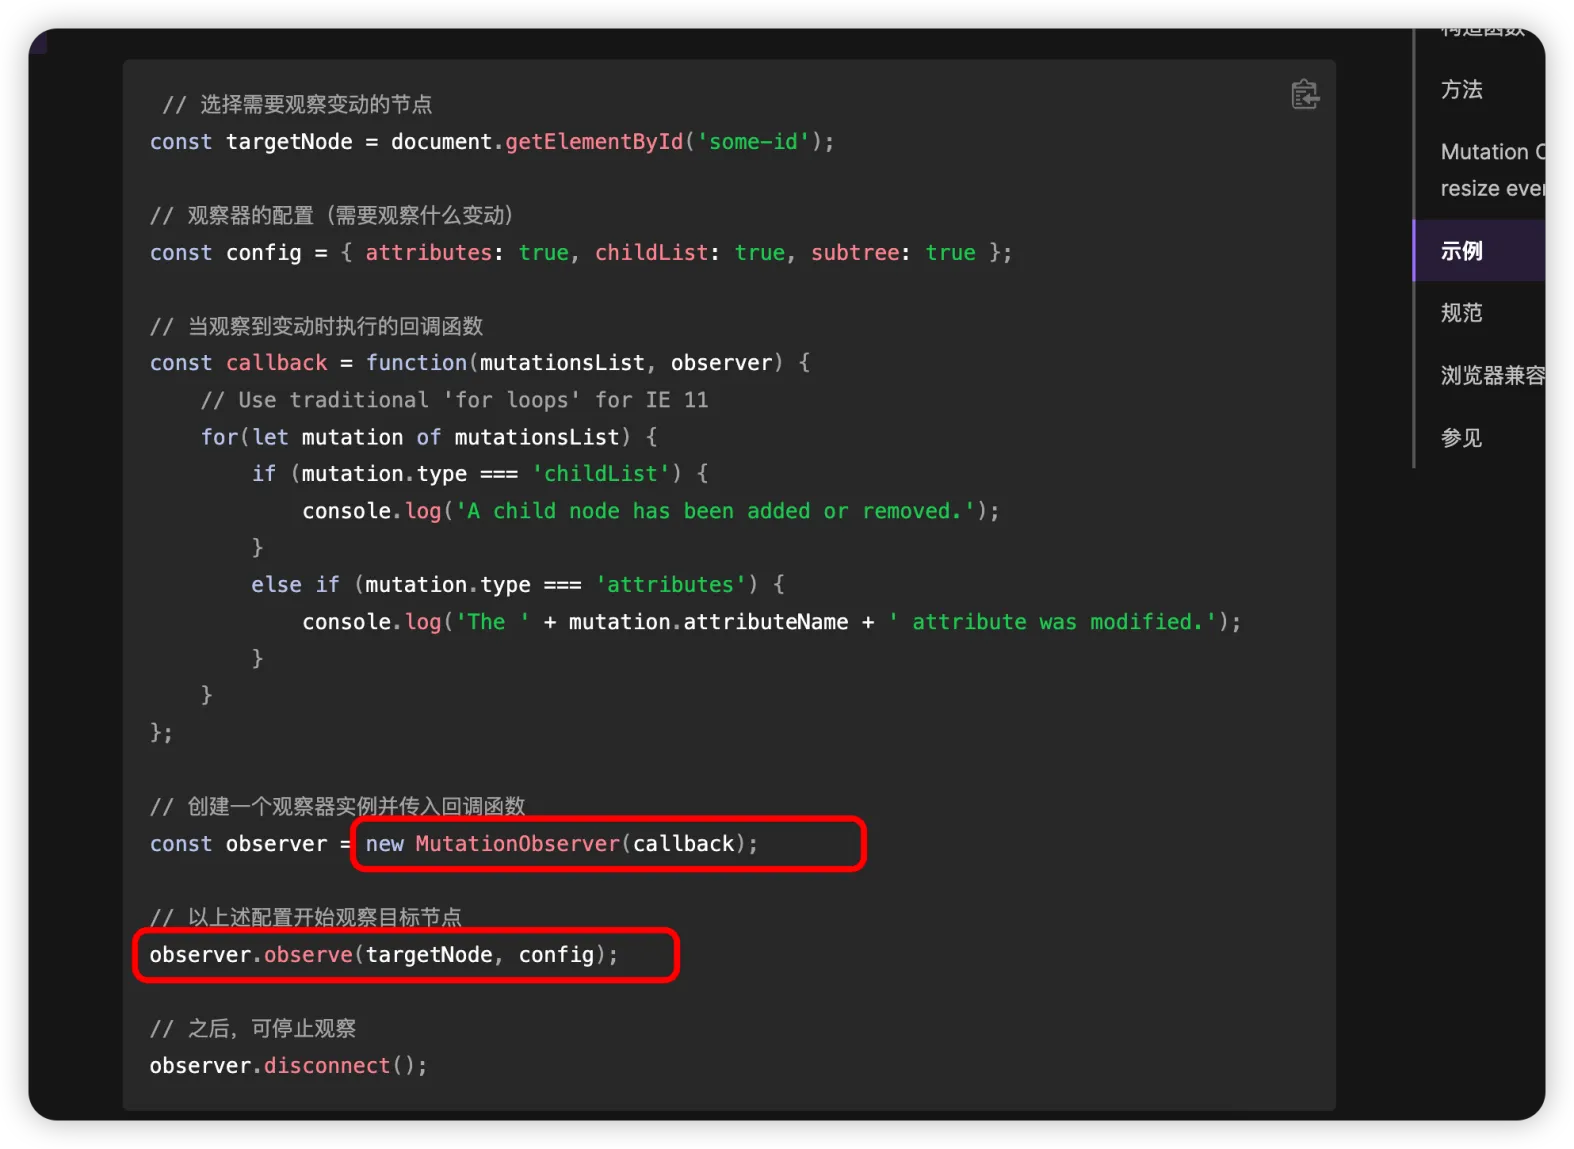 // 选择需要观察变动的节点
const targetNode = document.getElementById('some-id');
// 观察器的配置（需要观察什么变动）
const config = { attributes: true, childList: true, subtree: true };
// 当观察到变动时执行的回调函数
const callback = function(mutationsList, observer) {
// Use traditional 'for loops' for IE 11
for(let mutation of mutationsList) {
if (mutation.type === 'childList') {
console.log('A child node has been added or removed.');
}
else if (mutation.type === 'attributes') {
console.log('The ' + mutation.attributeName + ' attribute was modified.');
}
}
};
// 创建一个观察器实例并传入回调函数
const observer = new MutationObserver(callback);
// 以上述配置开始观察目标节点
observer.observe(targetNode, config);
// 之后，可停止观察
observer.disconnect();
构造函数
方法
Mutation
resize
示例
规范
浏览器兼容
参见